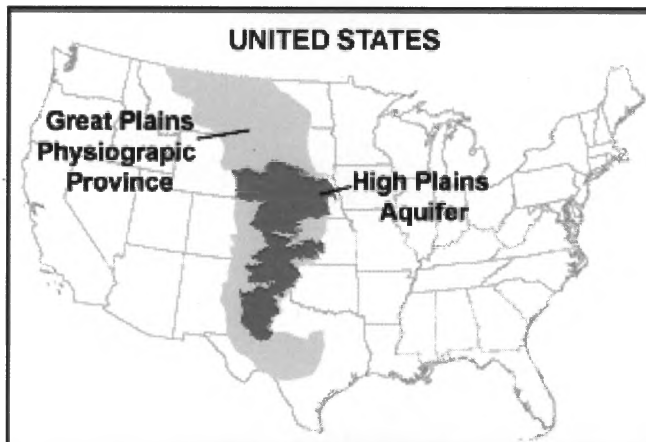 UNITED STATES
Great Plains
Physiograpic
Province
High Plains
Aquifer